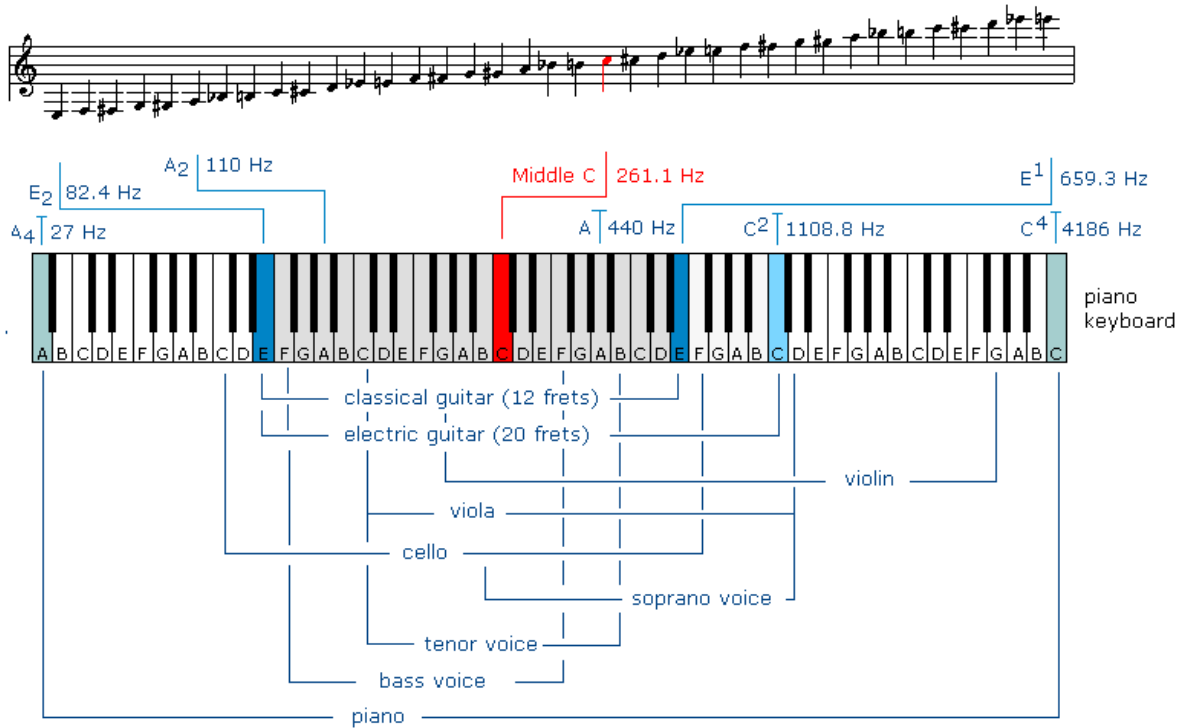 A2 110 Hz
Middle C 261.1 Hz
E1 659.3 Hz
E2 82.4 Hz
A4 27 Hz
A 440 Hz
C2 1108.8 Hz
C4 4186 Hz
A B C D E F G A B C D E F G A B C D E F G A B C D E F G A B C D E F G A B C D E F G A B C D E F G A B C
piano
keyboard
classical guitar (12 frets)
electric guitar (20 frets)
violin
viola
cello
soprano voice
tenor voice
bass voice
piano